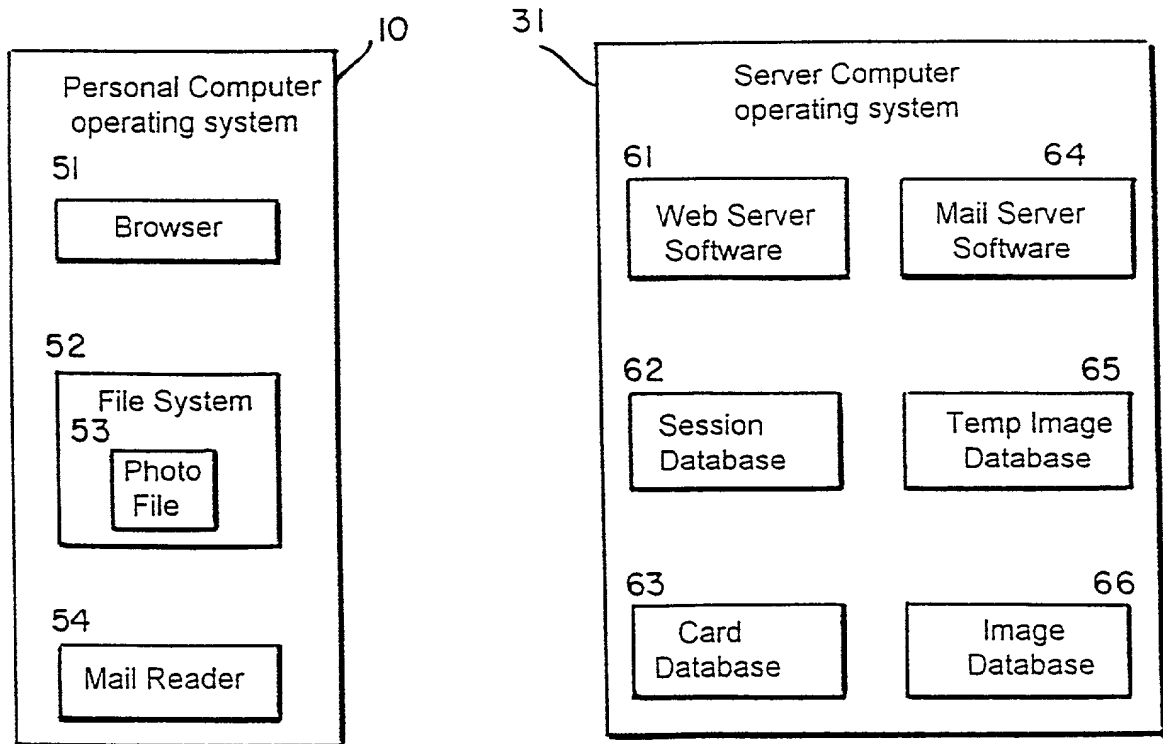 10
Personal Computer
operating system
51
Browser
52
File System
53
Photo
File
54
Mail Reader
31
Server Computer
operating system
61
Web Server
Software
64
Mail Server
Software
62
Session
Database
65
Temp Image
Database
63
Card
Database
66
Image
Database